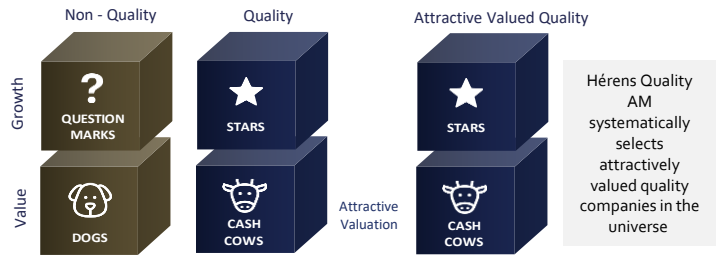 Non - Quality
Quality
Attractive Valued Quality
Growth
?
QUESTION
MARKS
STARS
STARS
Hérens Quality
AM
systematically
selects
attractively
valued quality
companies in the
universe
Value
DOGS
CASH
COWS
Attractive
Valuation
CASH
COWS